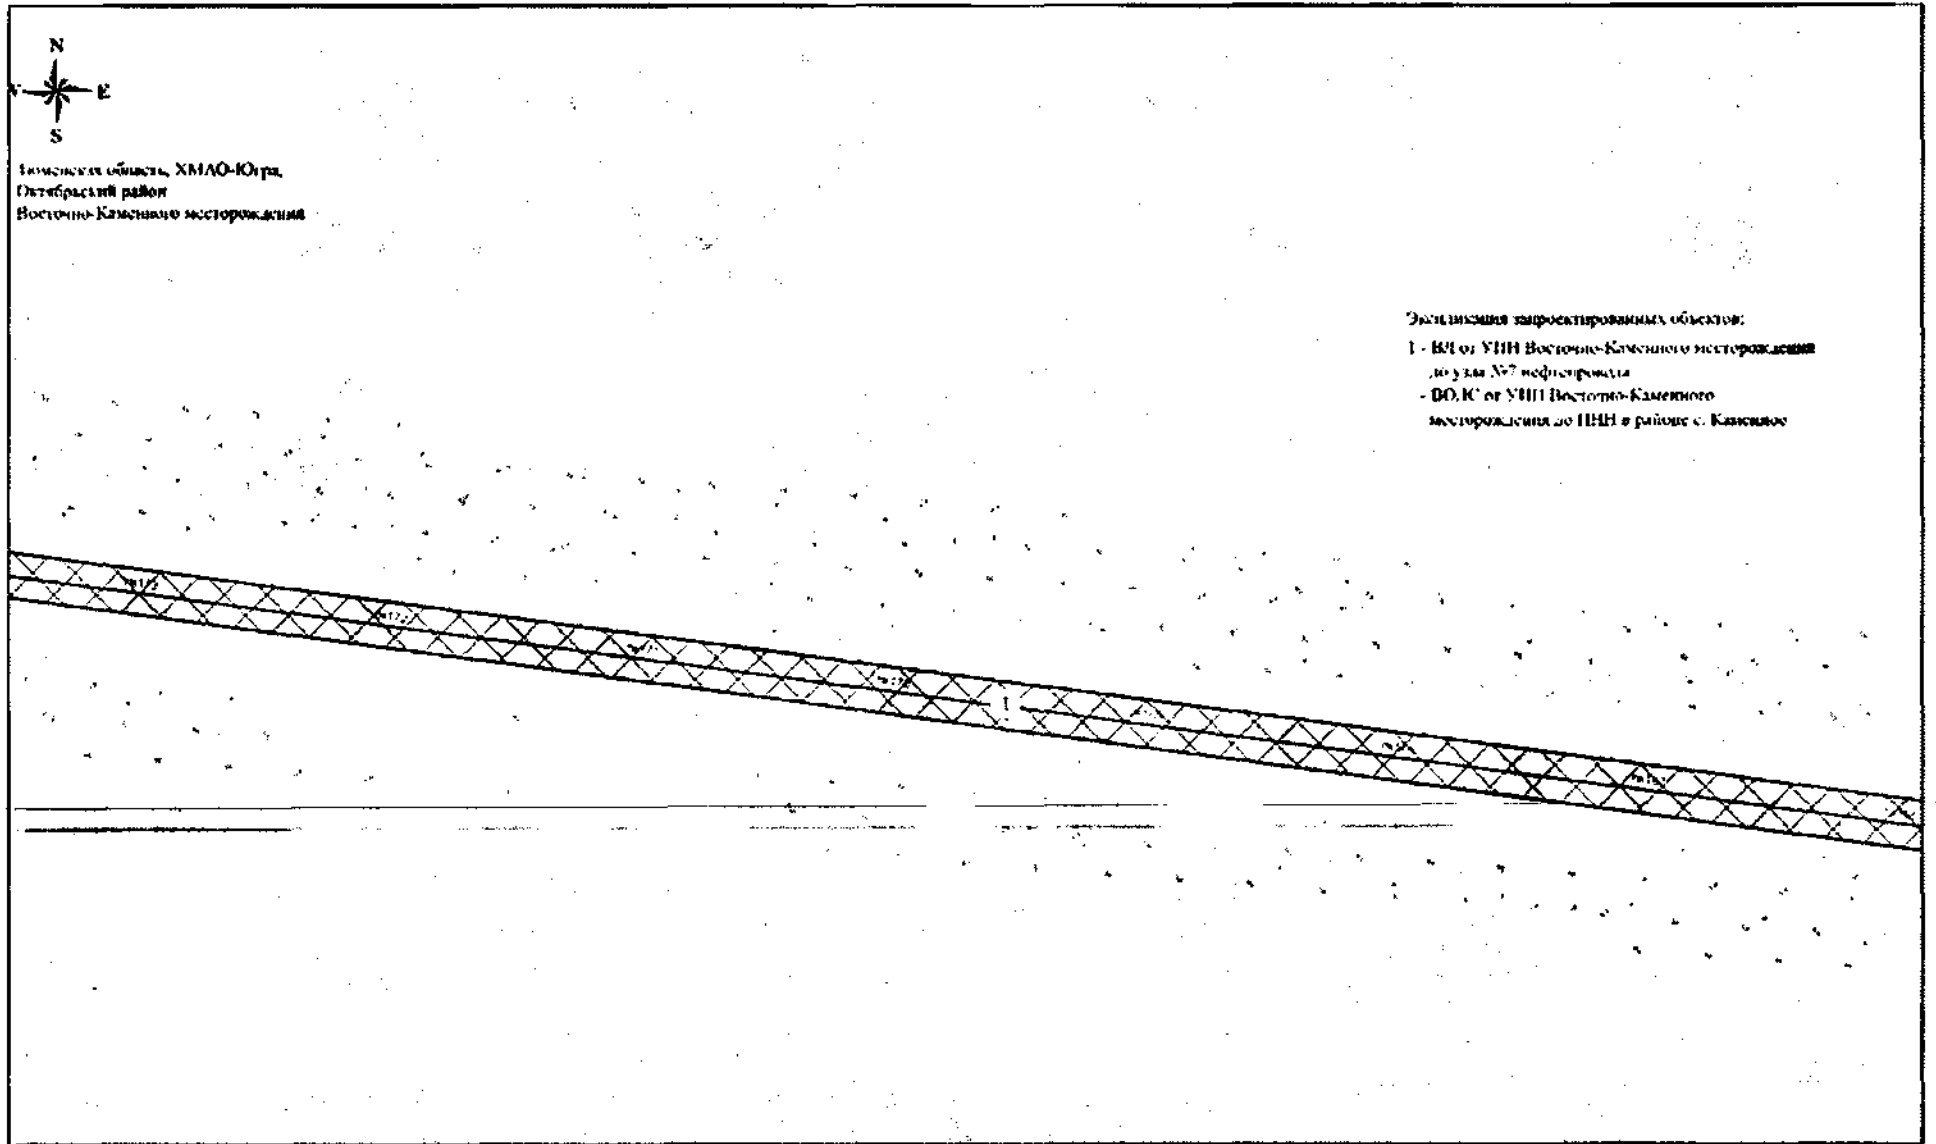 N
E
S
Тюменская область, ХМАО-Югра,
Октябрьский район
Восточно-Каменного месторождения
Экспликация запроектированных объектов:
1 - ВЛ от УПН Восточно-Каменного месторождения
до узла №7 нефтепровода
- ВОЛС от УПН Восточно-Каменного
месторождения до ПНН в районе с. Каменное
1